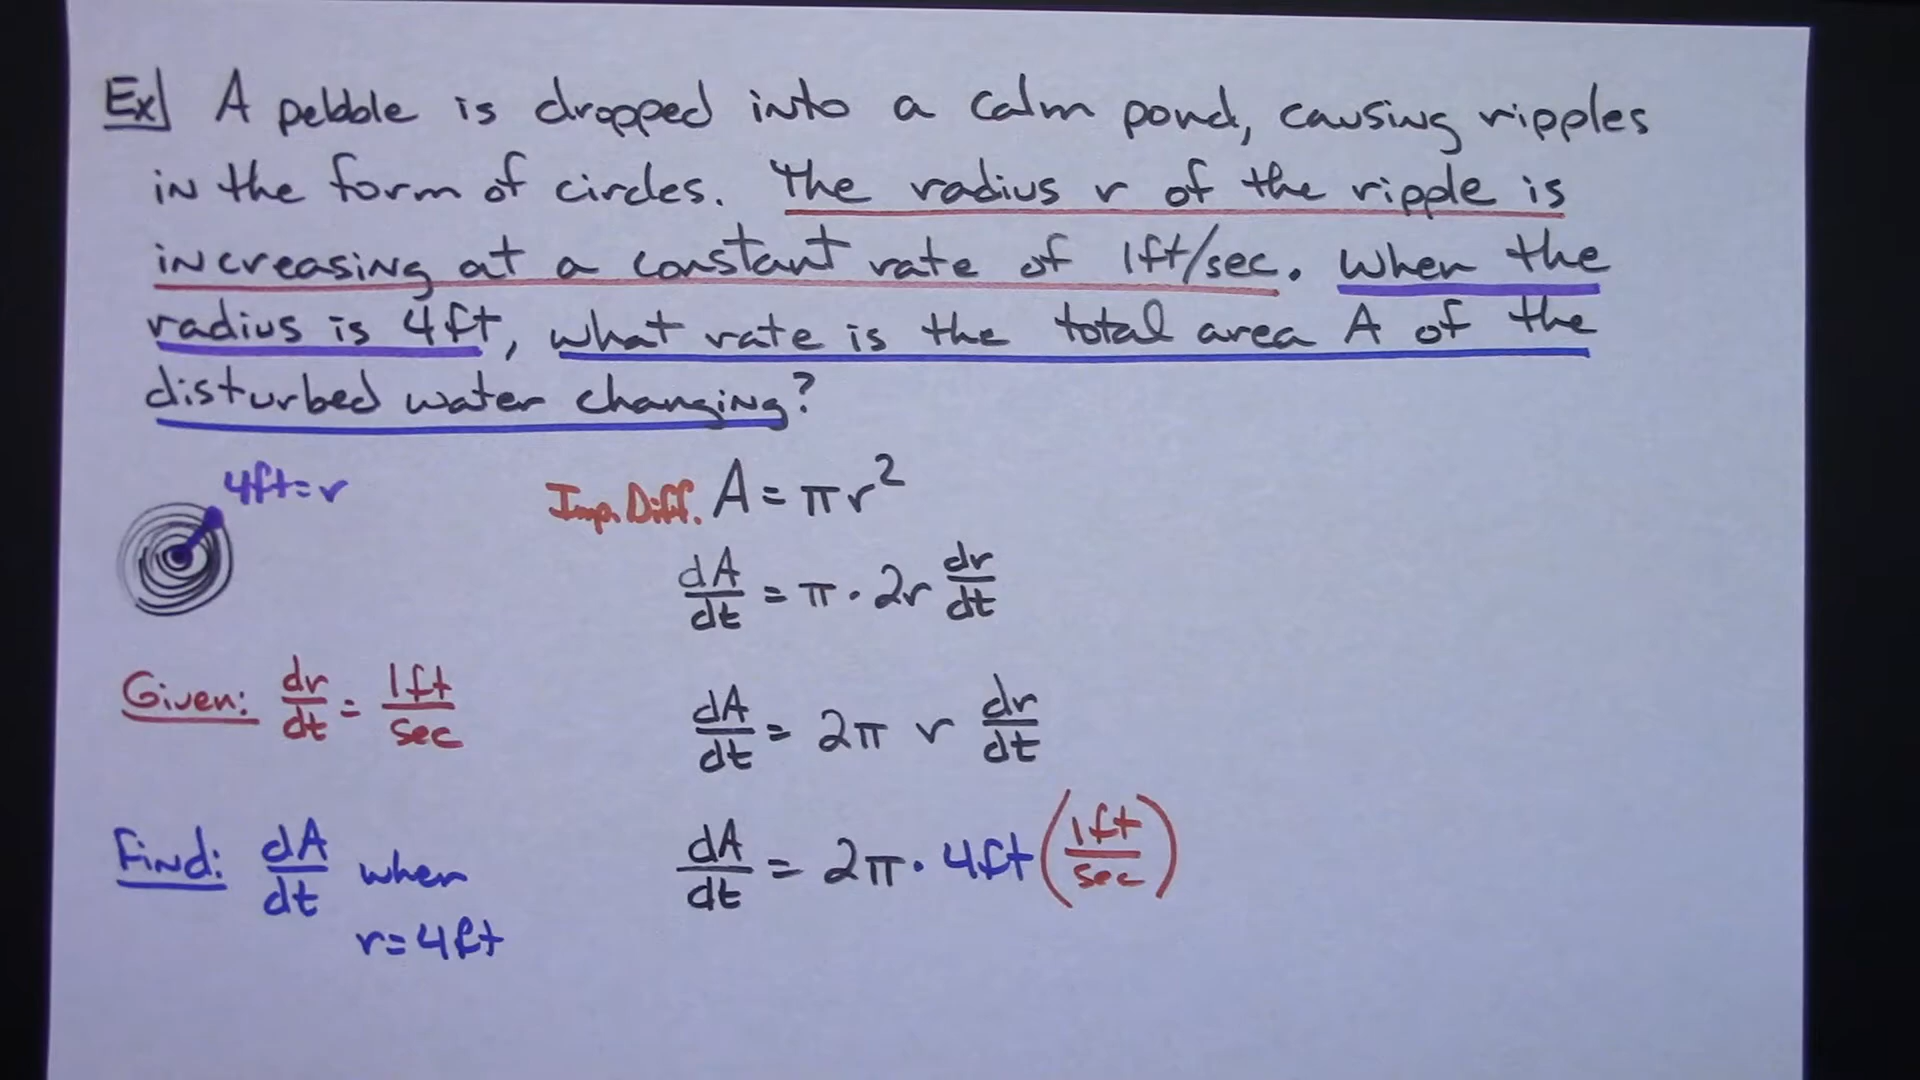 Ex] A pebble is dropped into a calm pond, causing ripples
in the form of circles. The radius r of the ripple is
increasing at a constant rate of 1ft/sec. When the
radius is 4ft, what rate is the total area A of the
disturbed water changing?
4ft=r
Imp. Diff. A = πr²
dA/dt = π · 2r dr/dt
Given: dr/dt = 1ft/sec
dA/dt = 2π r dr/dt
Find: dA/dt when
r=4ft
dA/dt = 2π · 4ft (1ft/sec)